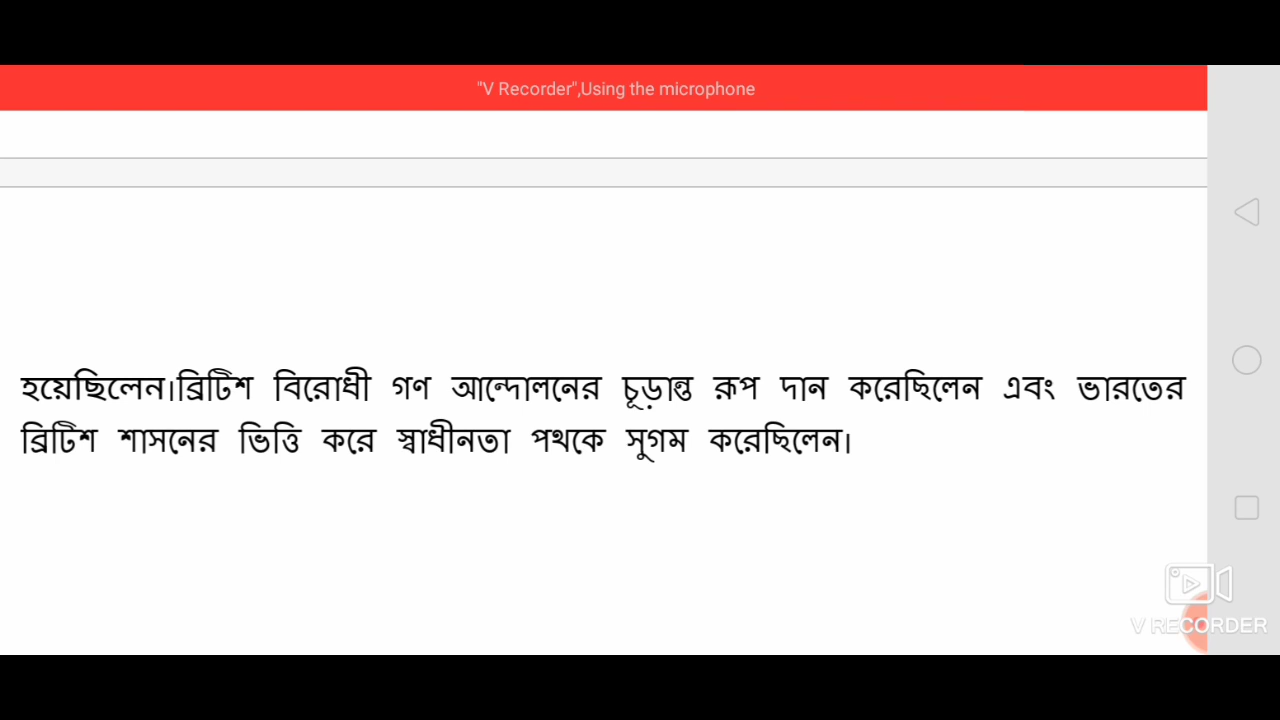 "V Recorder",Using the microphone
হয়েছিলেন।ব্রিটিশ বিরোধী গণ আন্দোলনের চূড়ান্ত রূপ দান করেছিলেন এবং ভারতের
ব্রিটিশ শাসনের ভিত্তি করে স্বাধীনতা পথকে সুগম করেছিলেন।
V RECORDER